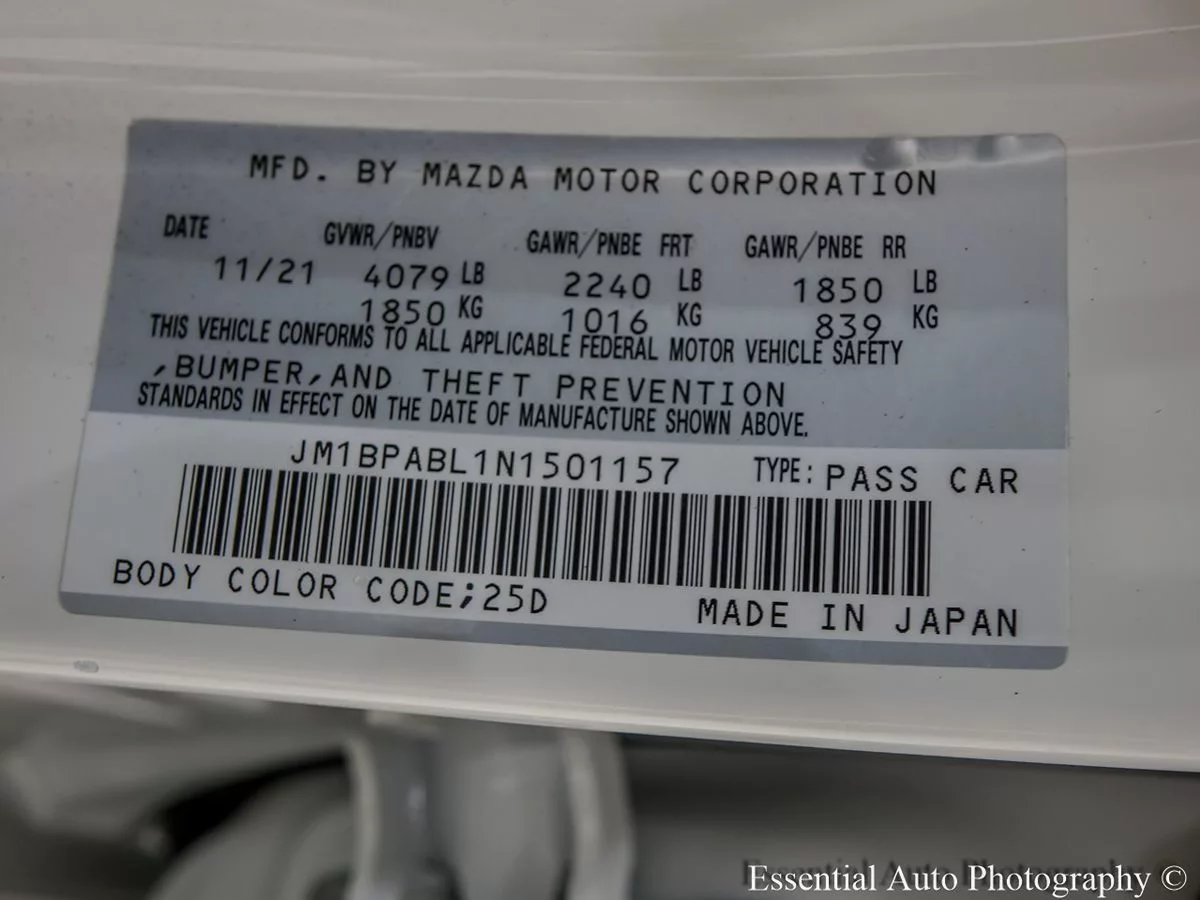 MFD. BY MAZDA MOTOR CORPORATION
DATE GVWR/PNBV GAWR/PNBE FRT GAWR/PNBE RR
11/21 4079 LB 2240 LB 1850 LB
1850 KG 1016 KG 839 KG
THIS VEHICLE CONFORMS TO ALL APPLICABLE FEDERAL MOTOR VEHICLE SAFETY
,BUMPER,AND THEFT PREVENTION
STANDARDS IN EFFECT ON THE DATE OF MANUFACTURE SHOWN ABOVE.
JM1BPABL1N1501157 TYPE: PASS CAR
BODY COLOR CODE;25D
MADE IN JAPAN
Essential Auto Photography ©